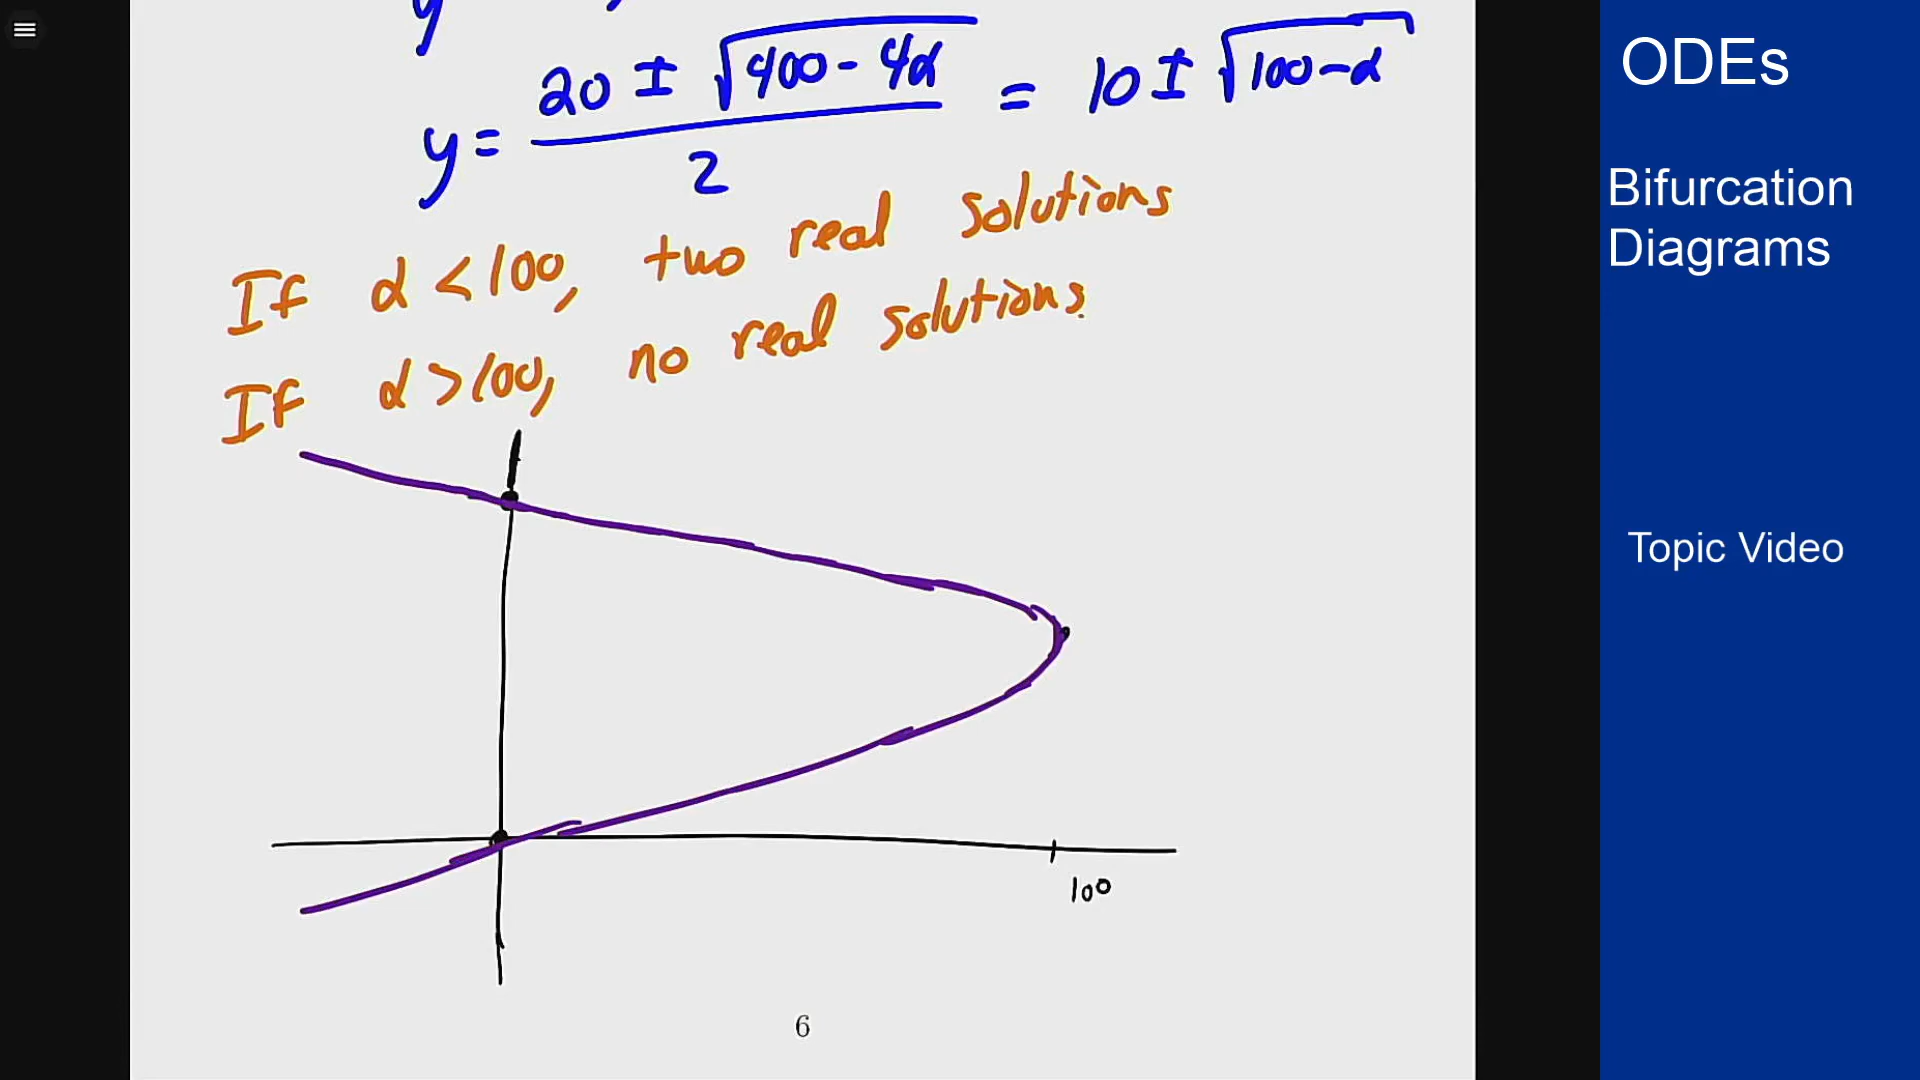 y
y = 20 ± √400 - 4α / 2 = 10 ± √100 - α
If α < 100, two real solutions
If α > 100, no real solutions.
100
6
ODEs
Bifurcation
Diagrams
Topic Video